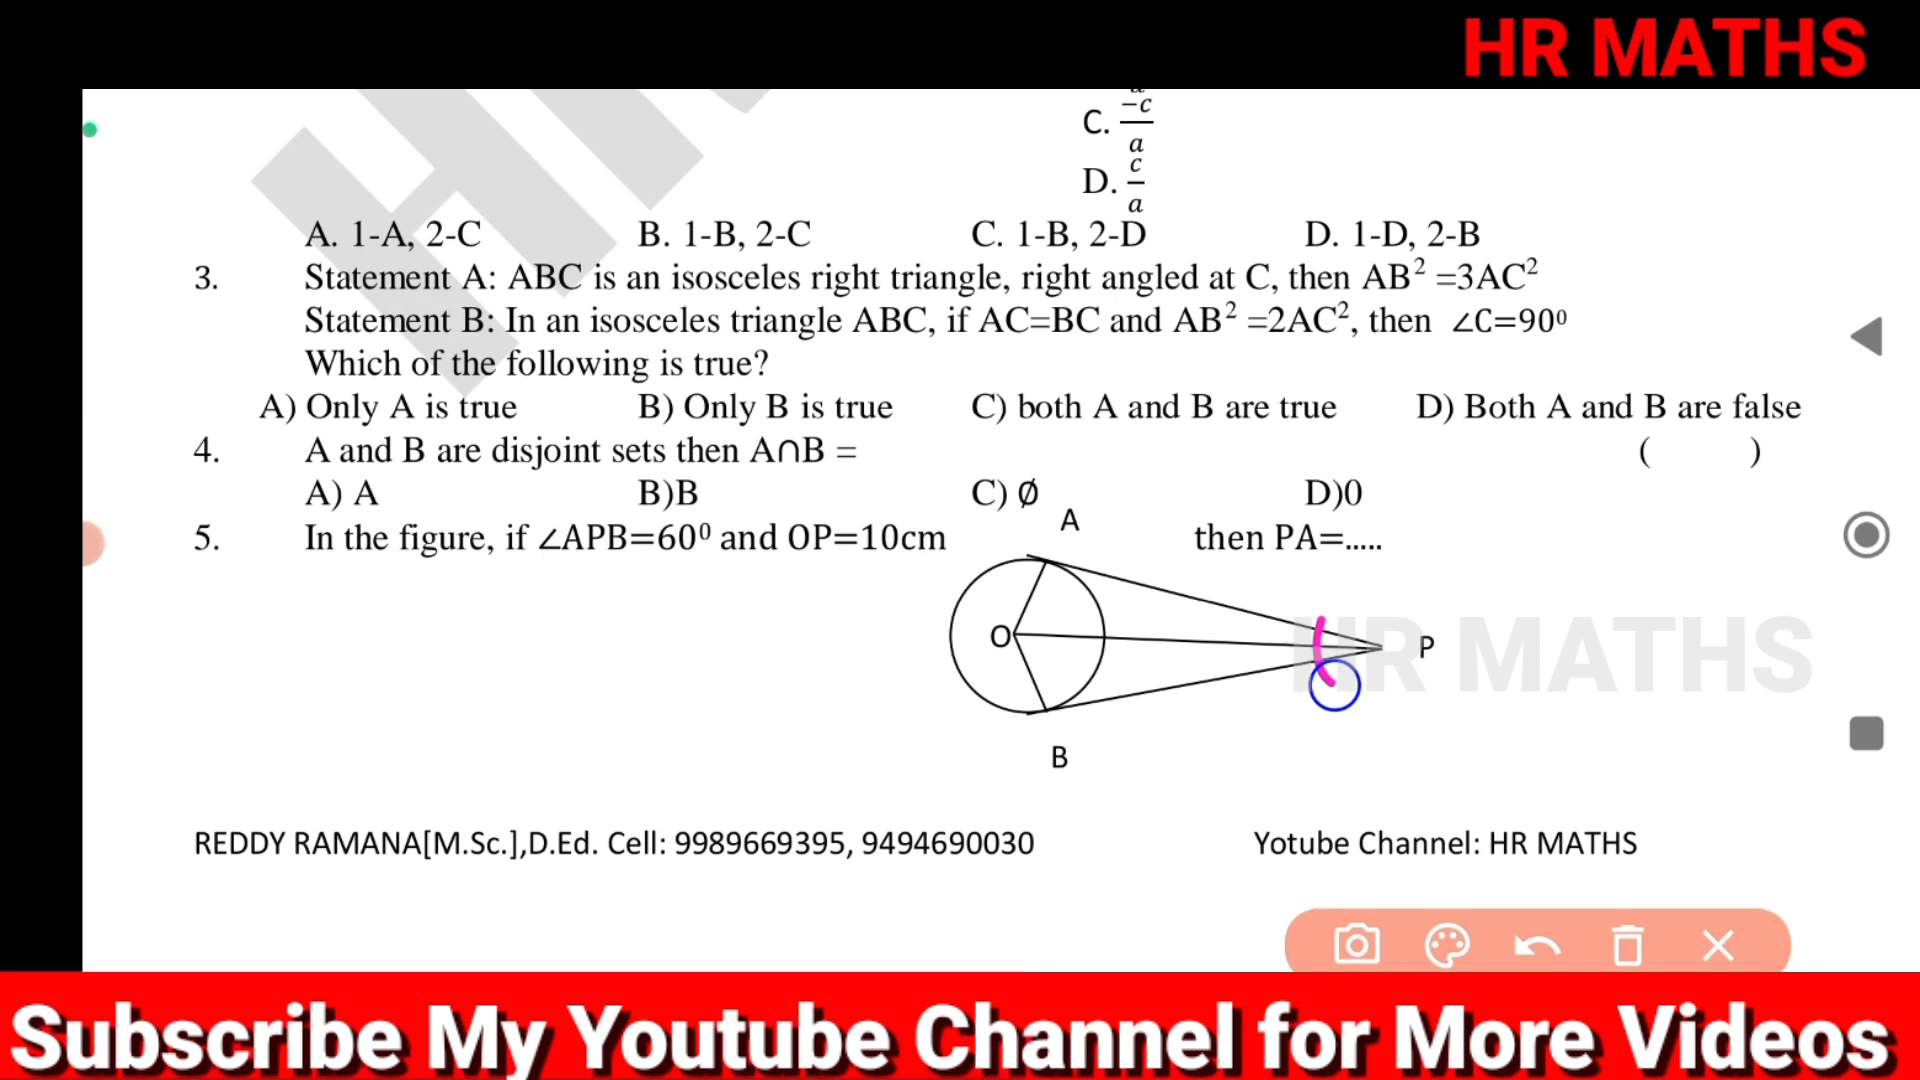 HR MATHS
C. −c/a
D. c/a
A. 1-A, 2-C B. 1-B, 2-C C. 1-B, 2-D D. 1-D, 2-B
3. Statement A: ABC is an isosceles right triangle, right angled at C, then AB² =3AC²
Statement B: In an isosceles triangle ABC, if AC=BC and AB² =2AC², then ∠C=90⁰
Which of the following is true?
A) Only A is true B) Only B is true C) both A and B are true D) Both A and B are false
4. A and B are disjoint sets then A∩B = ( )
A) A B)B C) ∅ D)0
5. In the figure, if ∠APB=60⁰ and OP=10cm then PA=.....
A
O
P
B
HR MATHS
REDDY RAMANA[M.Sc.],D.Ed. Cell: 9989669395, 9494690030 Yotube Channel: HR MATHS
Subscribe My Youtube Channel for More Videos